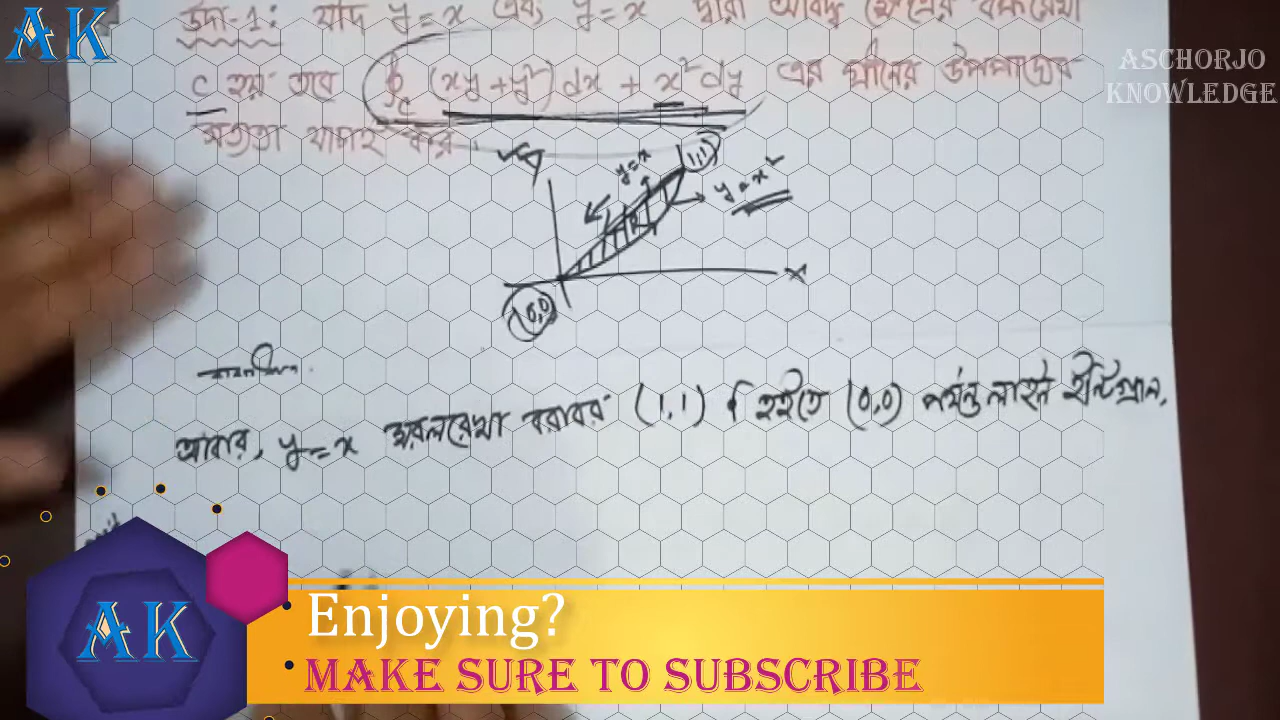 AK
ASCHORJO
KNOWLEDGE
উদা-1: যদি y = x এবং y = x দ্বারা আবদ্ধ ক্ষেত্রের বক্ররেখা
C হয় তবে ∮c (xy + y²) dx + x² dy এর গ্রীনের উপপাদ্যের
সত্যতা যাচাই কর
(1,1)
y = x
y = x²
x
(0,0)
আবার, y = x সরলরেখা বরাবর (1,1) হইতে (0,0) পর্যন্ত লাইন ইন্টিগ্রাল,
AK
Enjoying?
MAKE SURE TO SUBSCRIBE